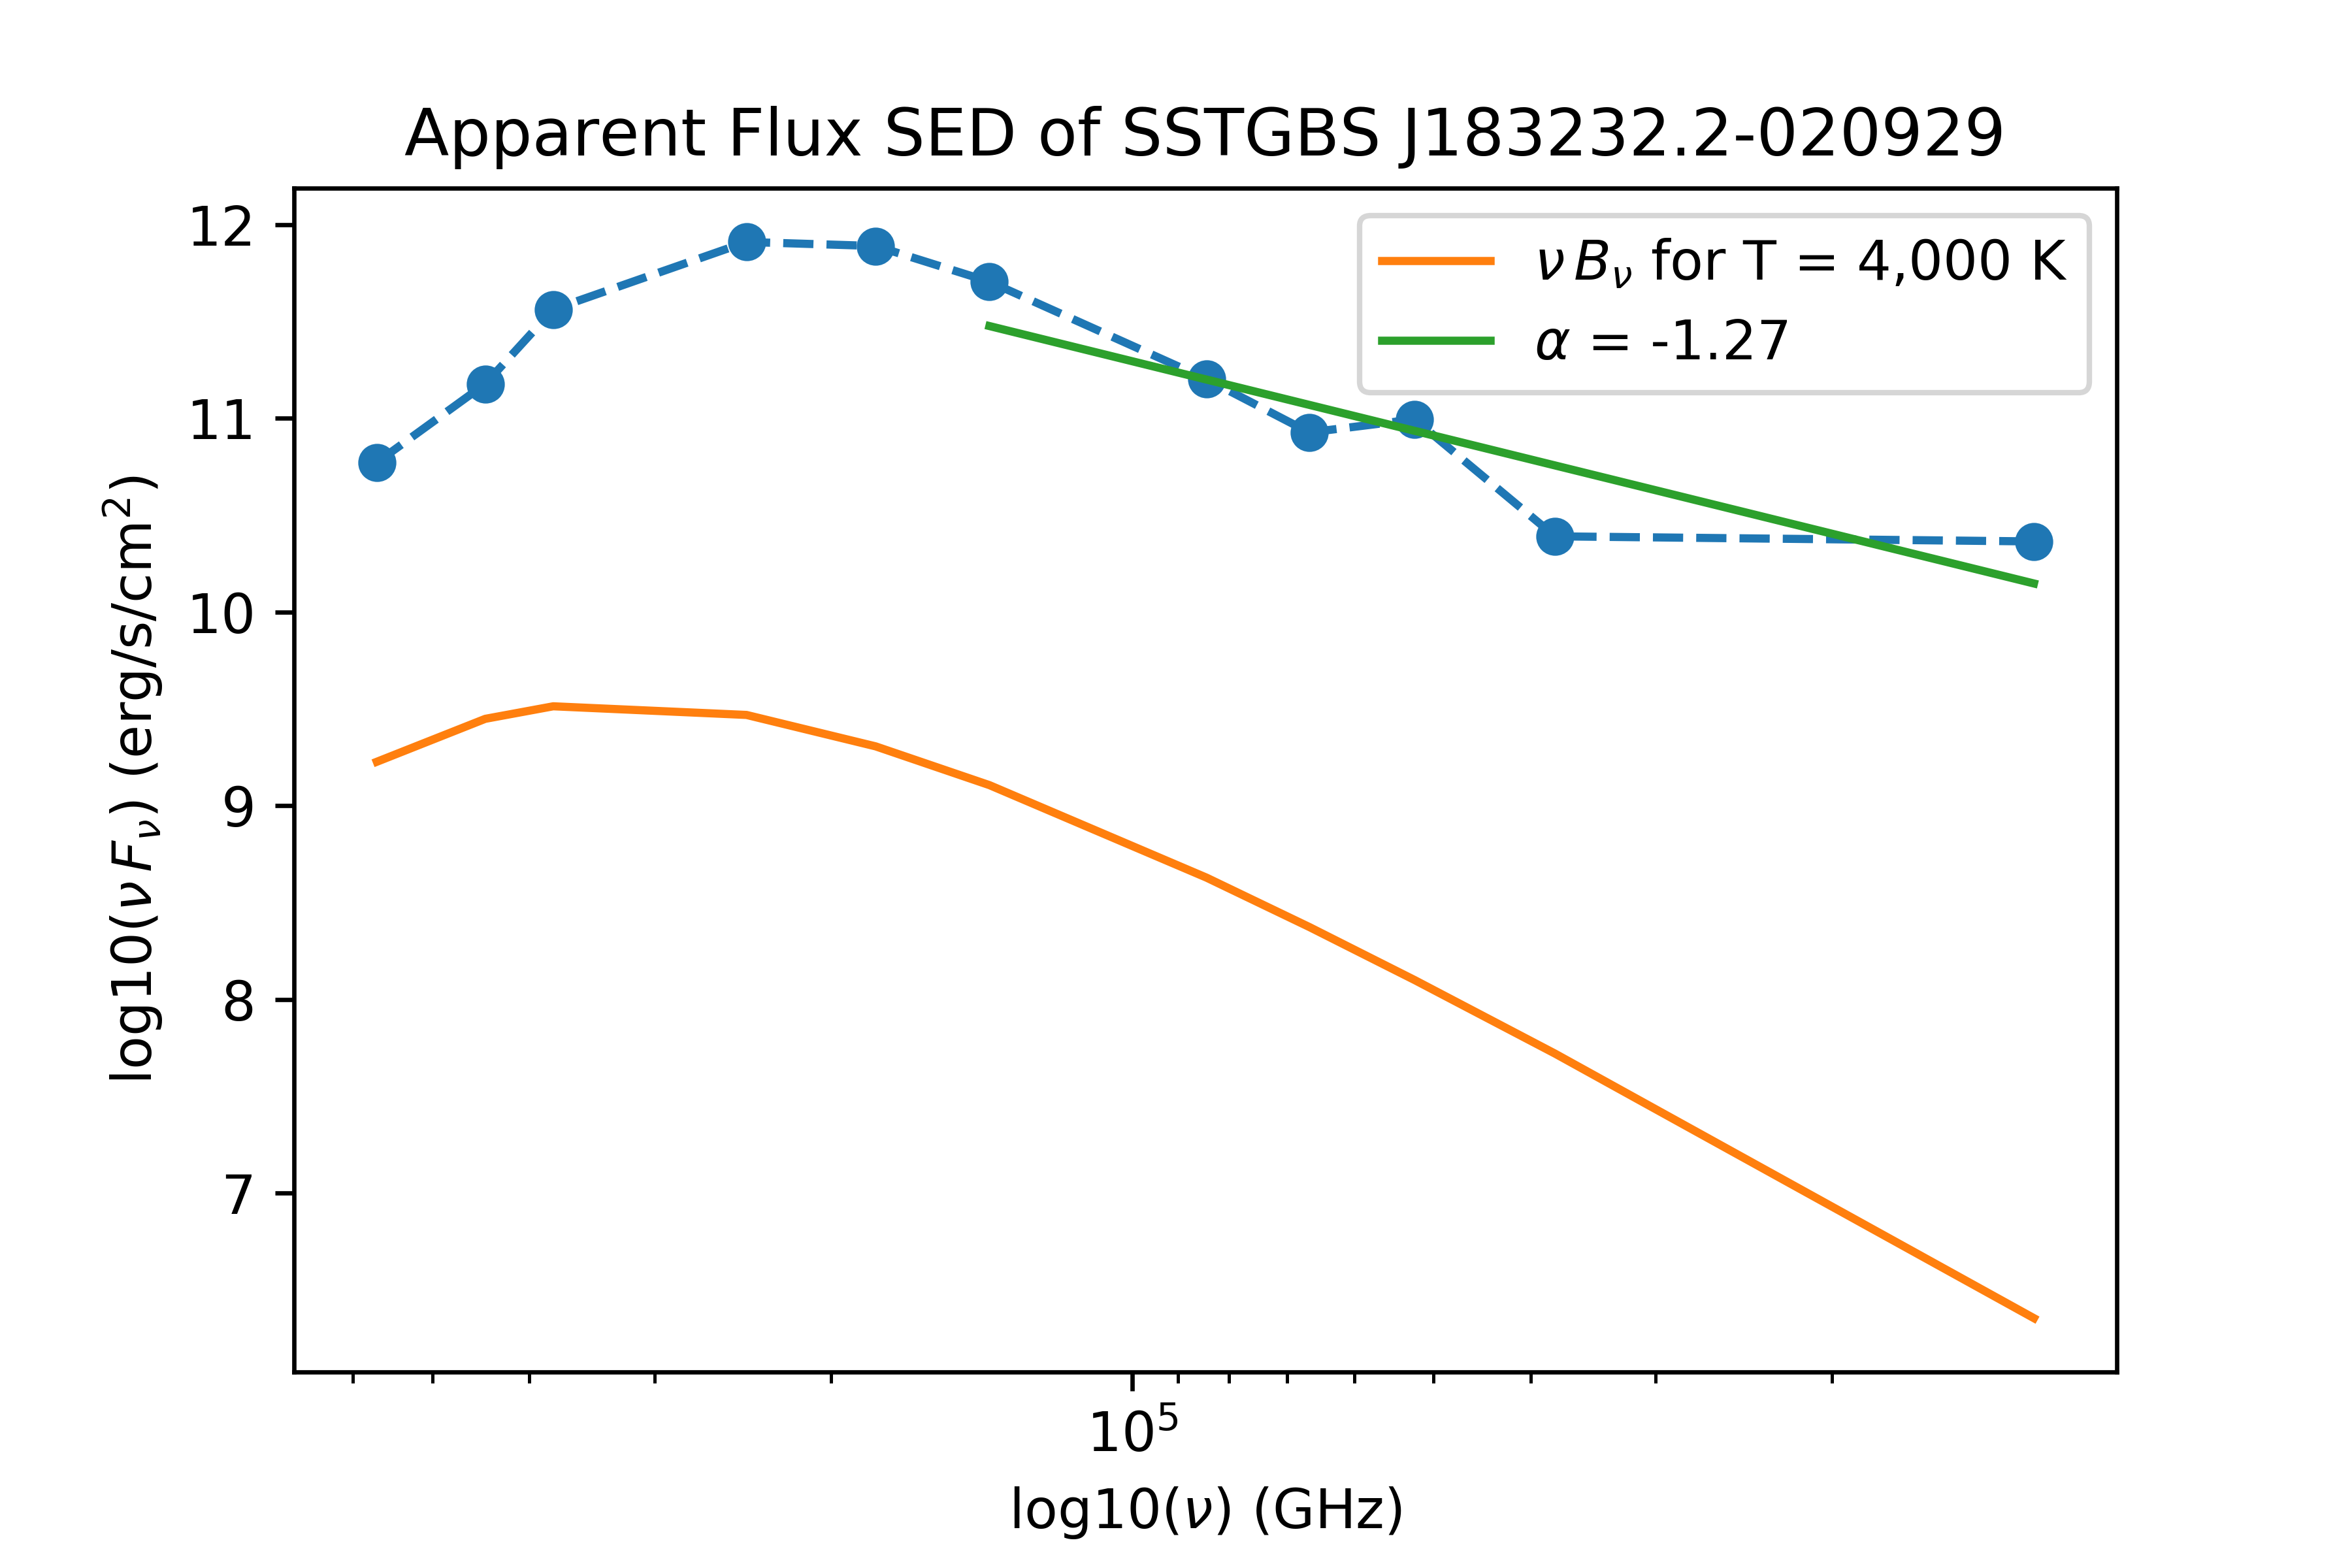 Apparent Flux SED of SSTGBS J183232.2-020929
νB_ν for T = 4,000 K
α = -1.27
12
11
10
9
8
7
log10(νF_ν) (erg/s/cm²)
10⁵
log10(ν) (GHz)